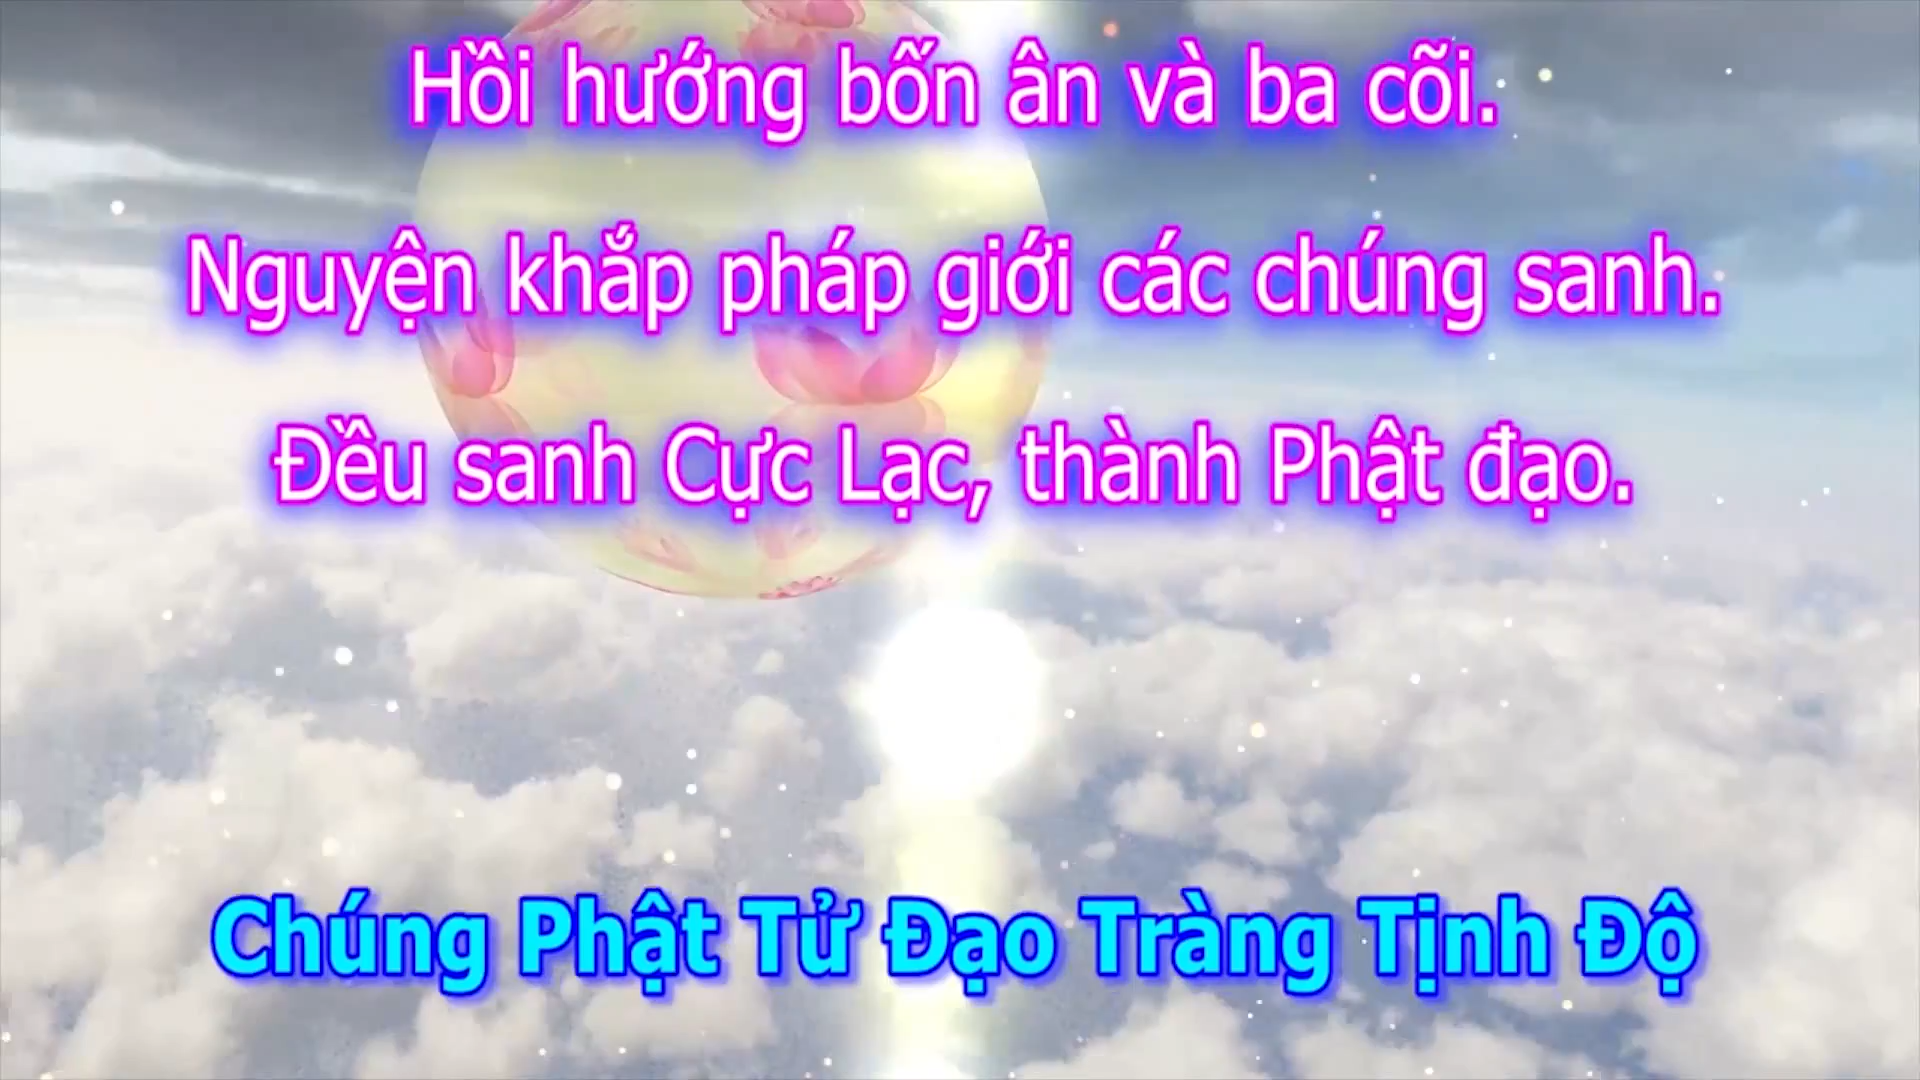 Hồi hướng bốn ân và ba cõi.
Nguyện khắp pháp giới các chúng sanh.
Đều sanh Cực Lạc, thành Phật đạo.
Chúng Phật Tử Đạo Tràng Tịnh Độ